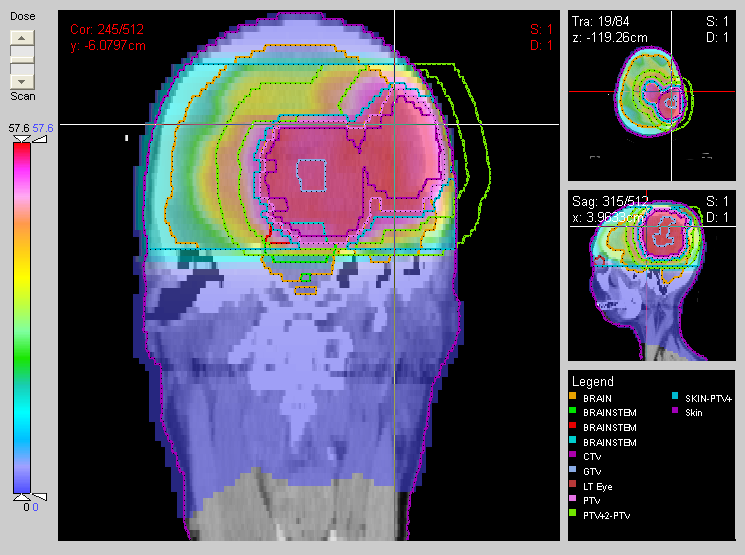 Dose
Scan
57.6 57.6
0 0
Cor: 245/512 S: 1
y: -6.0797cm D: 1
Tra: 19/84 S: 1
z: -119.26cm D: 1
Sag: 315/512 S: 1
x: 3.9633cm D: 1
Legend
BRAIN SKIN-PTV+
BRAINSTEM Skin
BRAINSTEM
BRAINSTEM
CTv
GTv
LT Eye
PTv
PTV+2-PTv